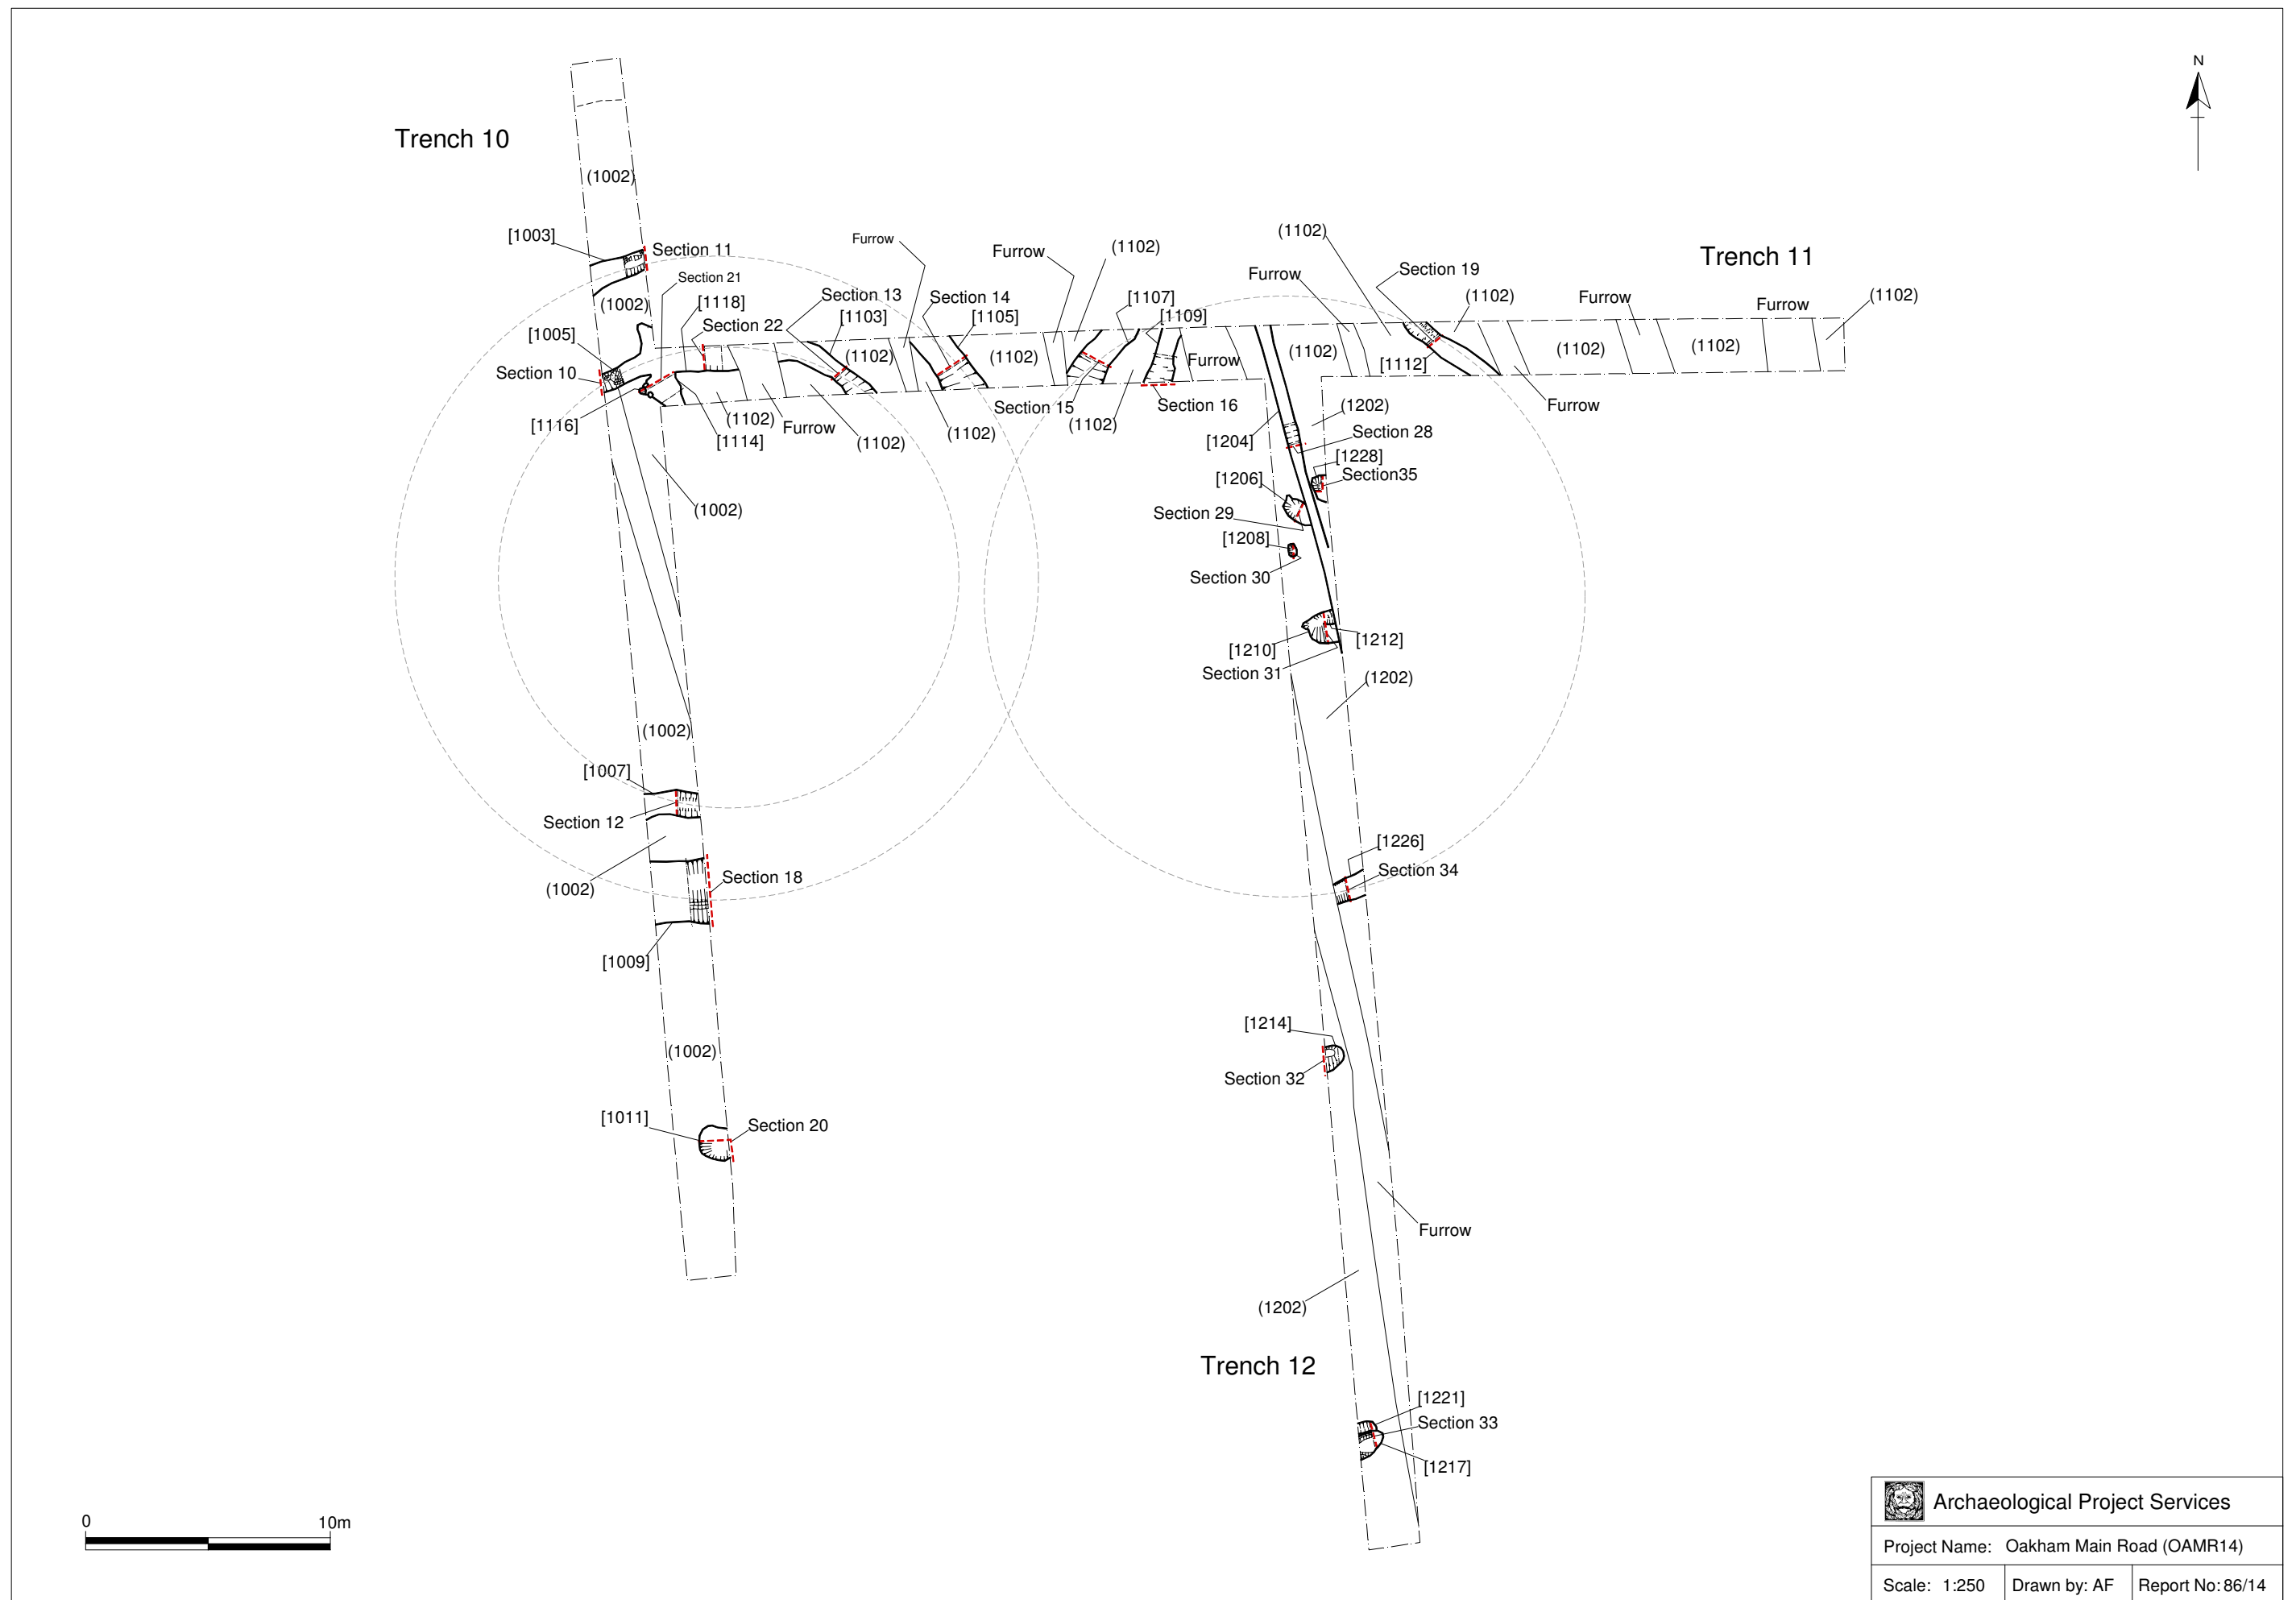 N
Trench 10
(1002)
[1003]
Section 11
(1002)
Section 21
[1118]
Section 22
[1005]
Section 10
[1116]
Section 13
[1103]
Furrow
(1102)
Section 14
[1105]
Furrow
(1102)
(1102)
[1107]
[1109]
Furrow
(1102)
Furrow
(1102)
Section 19
(1102)
Trench 11
Furrow
Furrow
(1102)
(1102)
(1102)
[1112]
Furrow
(1102)
[1114]
Furrow
(1102)
(1102)
Section 15
(1102)
Section 16
(1002)
(1202)
[1204]
Section 28
[1228]
Section35
[1206]
Section 29
[1208]
Section 30
[1210]
[1212]
Section 31
(1202)
(1002)
[1007]
Section 12
(1002)
Section 18
[1009]
[1226]
Section 34
(1002)
[1214]
Section 32
[1011]
Section 20
Furrow
(1202)
Trench 12
[1221]
Section 33
[1217]
0 10m
Archaeological Project Services
Project Name: Oakham Main Road (OAMR14)
Scale: 1:250 Drawn by: AF Report No: 86/14